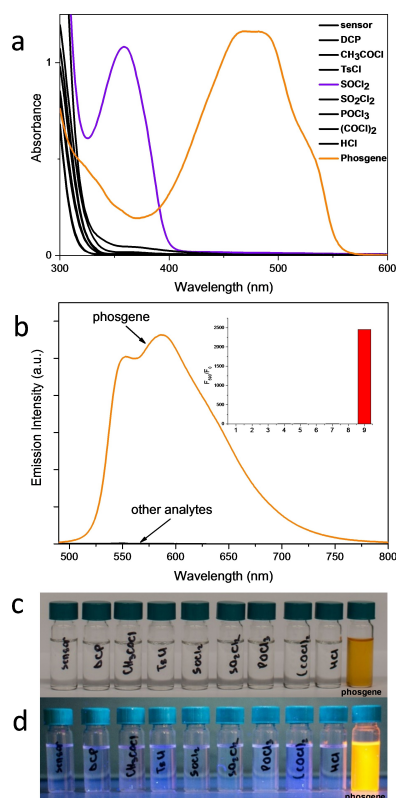 a
sensor
DCP
CH3COCl
TsCl
SOCl2
SO2Cl2
POCl3
(COCl)2
HCl
Phosgene
Absorbance
1
0
300 400 500 600
Wavelength (nm)
b
phosgene
other analytes
Emission Intensity (a.u.)
500 550 600 650 700 750 800
Wavelength (nm)
2500
2000
1500
1000
500
0
1 2 3 4 5 6 7 8 9
c
sensor DCP CH3COCl TsCl SOCl2 SO2Cl2 POCl3 (COCl)2 HCl
phosgene
d
sensor DCP CH3COCl TsCl SOCl2 SO2Cl2 POCl3 (COCl)2 HCl
phosgene